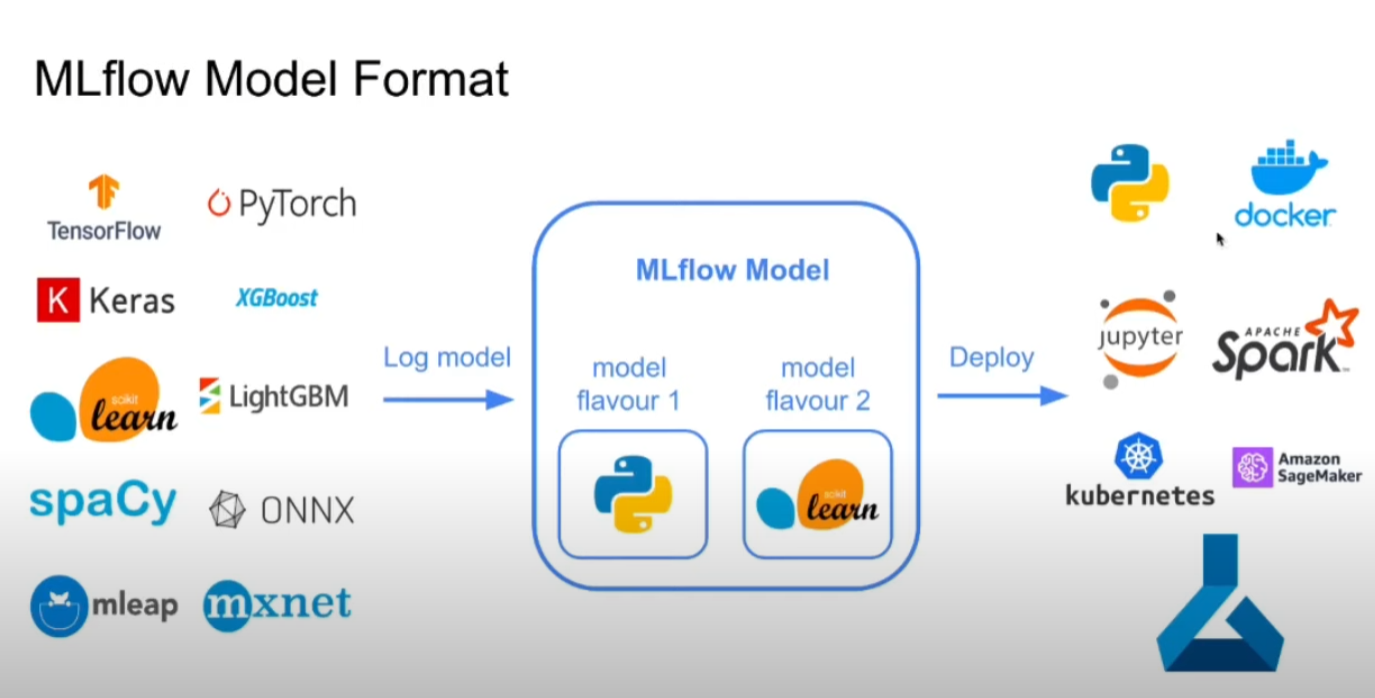 MLflow Model Format
TensorFlow
PyTorch
K Keras
XGBoost
scikit
learn
LightGBM
spaCy
ONNX
mleap
mxnet
Log model
MLflow Model
model
flavour 1
model
flavour 2
scikit
learn
Deploy
docker
jupyter
APACHE
Spark
kubernetes
Amazon
SageMaker